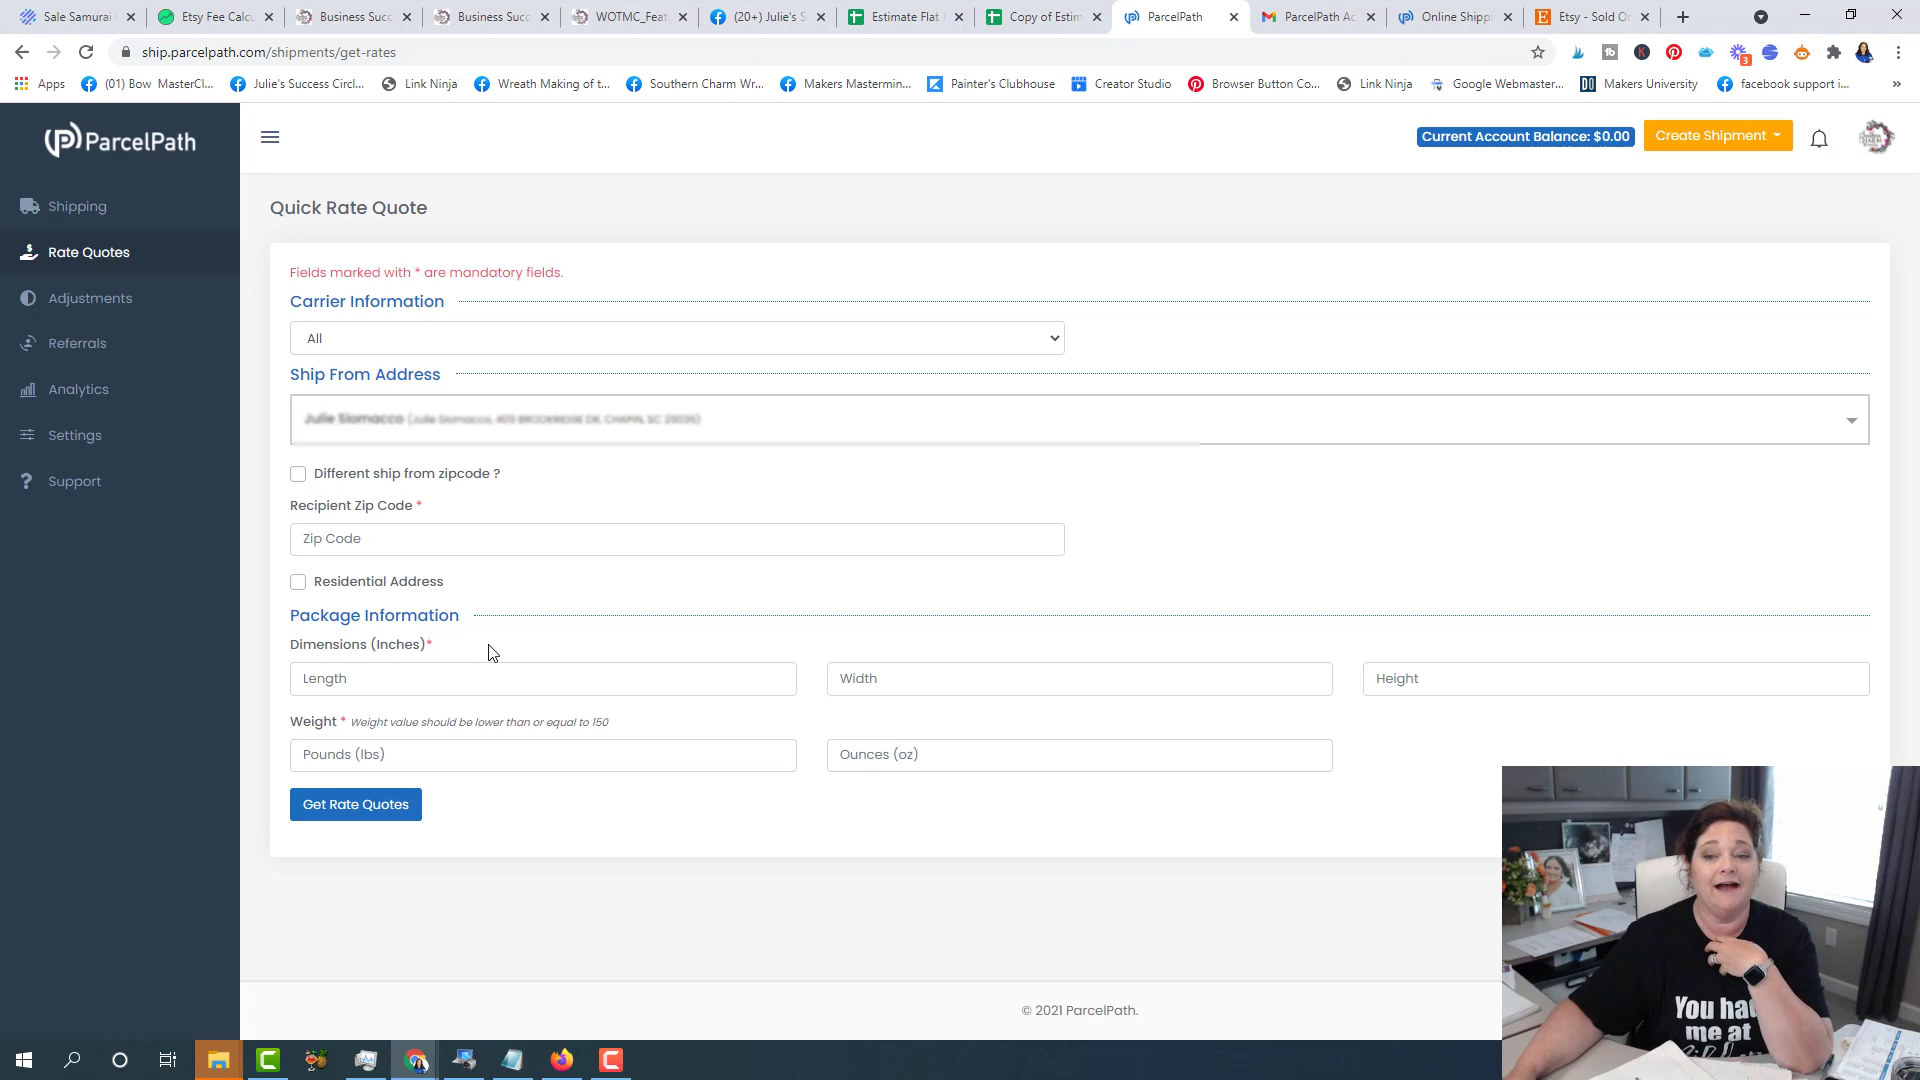 Sale Samurai
Etsy Fee Calcu
Business Succ
Business Succ
WOTMC_Feat
(20+) Julie's S
Estimate Flat
Copy of Estim
ParcelPath
ParcelPath Ac
Online Shippi
Etsy - Sold O
ship.parcelpath.com/shipments/get-rates
3
Apps
(01) Bow MasterCl...
Julie's Success Circl...
Link Ninja
Wreath Making of t...
Southern Charm Wr...
Makers Mastermin...
Painter's Clubhouse
Creator Studio
Browser Button Co...
Link Ninja
Google Webmaster...
Makers University
facebook support i...
ParcelPath
Current Account Balance: $0.00
Create Shipment
Shipping
Rate Quotes
Adjustments
Referrals
Analytics
Settings
Support
Quick Rate Quote
Fields marked with * are mandatory fields.
Carrier Information
All
Ship From Address
Different ship from zipcode ?
Recipient Zip Code *
Zip Code
Residential Address
Package Information
Dimensions (Inches)*
Length
Width
Height
Weight * Weight value should be lower than or equal to 150
Pounds (lbs)
Ounces (oz)
Get Rate Quotes
© 2021 ParcelPath.
You ha
me at